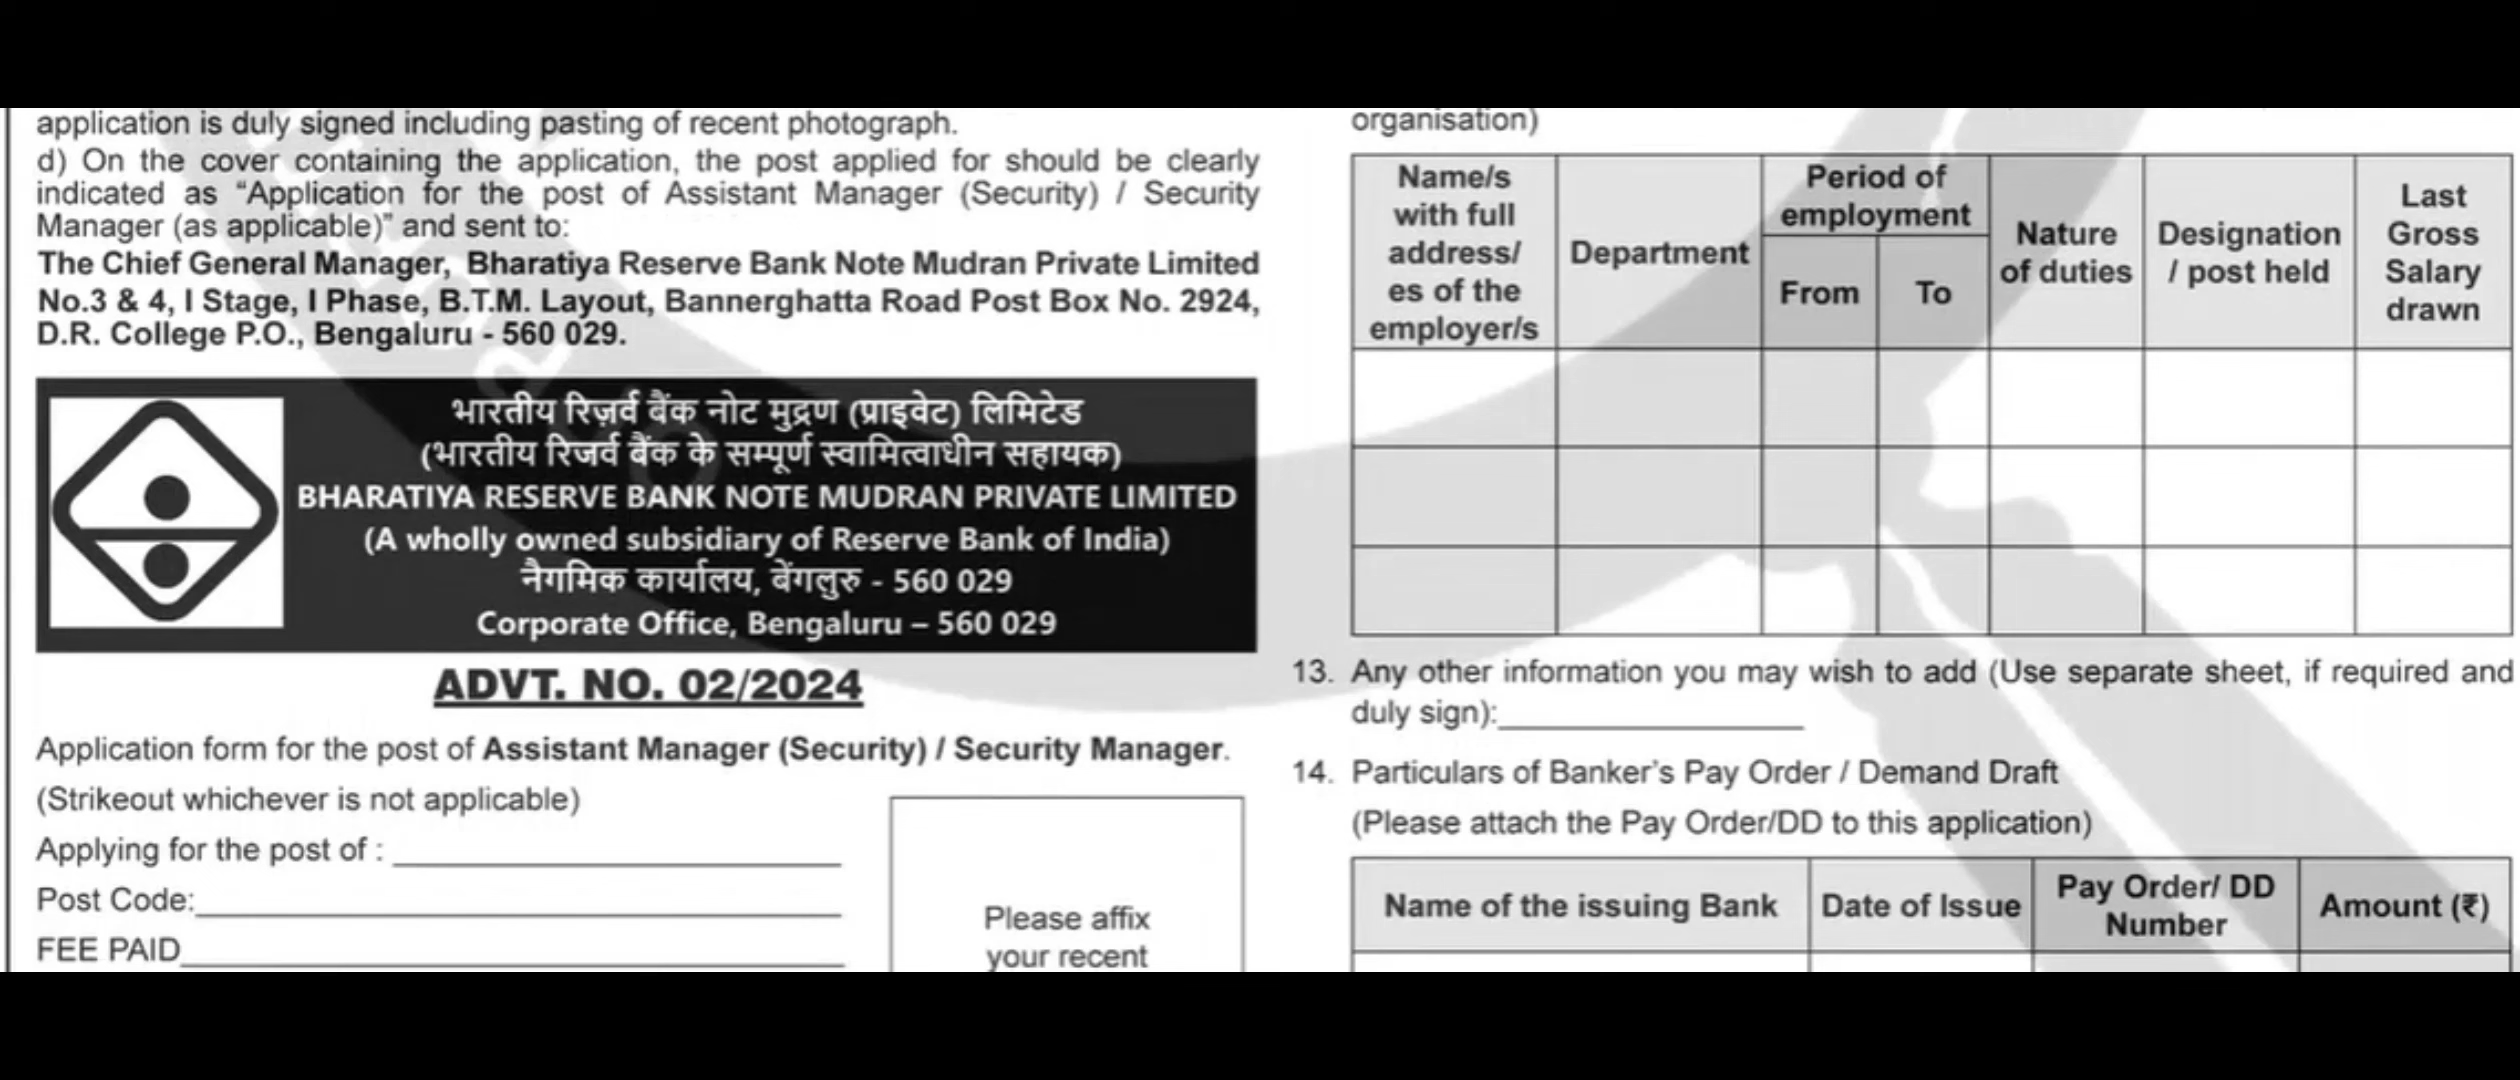 application is duly signed including pasting of recent photograph.
d) On the cover containing the application, the post applied for should be clearly
indicated as “Application for the post of Assistant Manager (Security) / Security
Manager (as applicable)” and sent to:
The Chief General Manager, Bharatiya Reserve Bank Note Mudran Private Limited
No.3 & 4, I Stage, I Phase, B.T.M. Layout, Bannerghatta Road Post Box No. 2924,
D.R. College P.O., Bengaluru - 560 029.
भारतीय रिज़र्व बैंक नोट मुद्रण (प्राइवेट) लिमिटेड
(भारतीय रिजर्व बैंक के सम्पूर्ण स्वामित्वाधीन सहायक)
BHARATIYA RESERVE BANK NOTE MUDRAN PRIVATE LIMITED
(A wholly owned subsidiary of Reserve Bank of India)
नैगमिक कार्यालय, बेंगलुरु - 560 029
Corporate Office, Bengaluru – 560 029
ADVT. NO. 02/2024
Application form for the post of Assistant Manager (Security) / Security Manager.
(Strikeout whichever is not applicable)
Applying for the post of :
Post Code:
FEE PAID
Please affix
your recent
organisation)
Name/s
with full
address/
es of the
employer/s
Department
Period of
employment
From
To
Nature
of duties
Designation
/ post held
Last
Gross
Salary
drawn
13. Any other information you may wish to add (Use separate sheet, if required and
duly sign):
14. Particulars of Banker’s Pay Order / Demand Draft
(Please attach the Pay Order/DD to this application)
Name of the issuing Bank
Date of Issue
Pay Order/ DD
Number
Amount (₹)